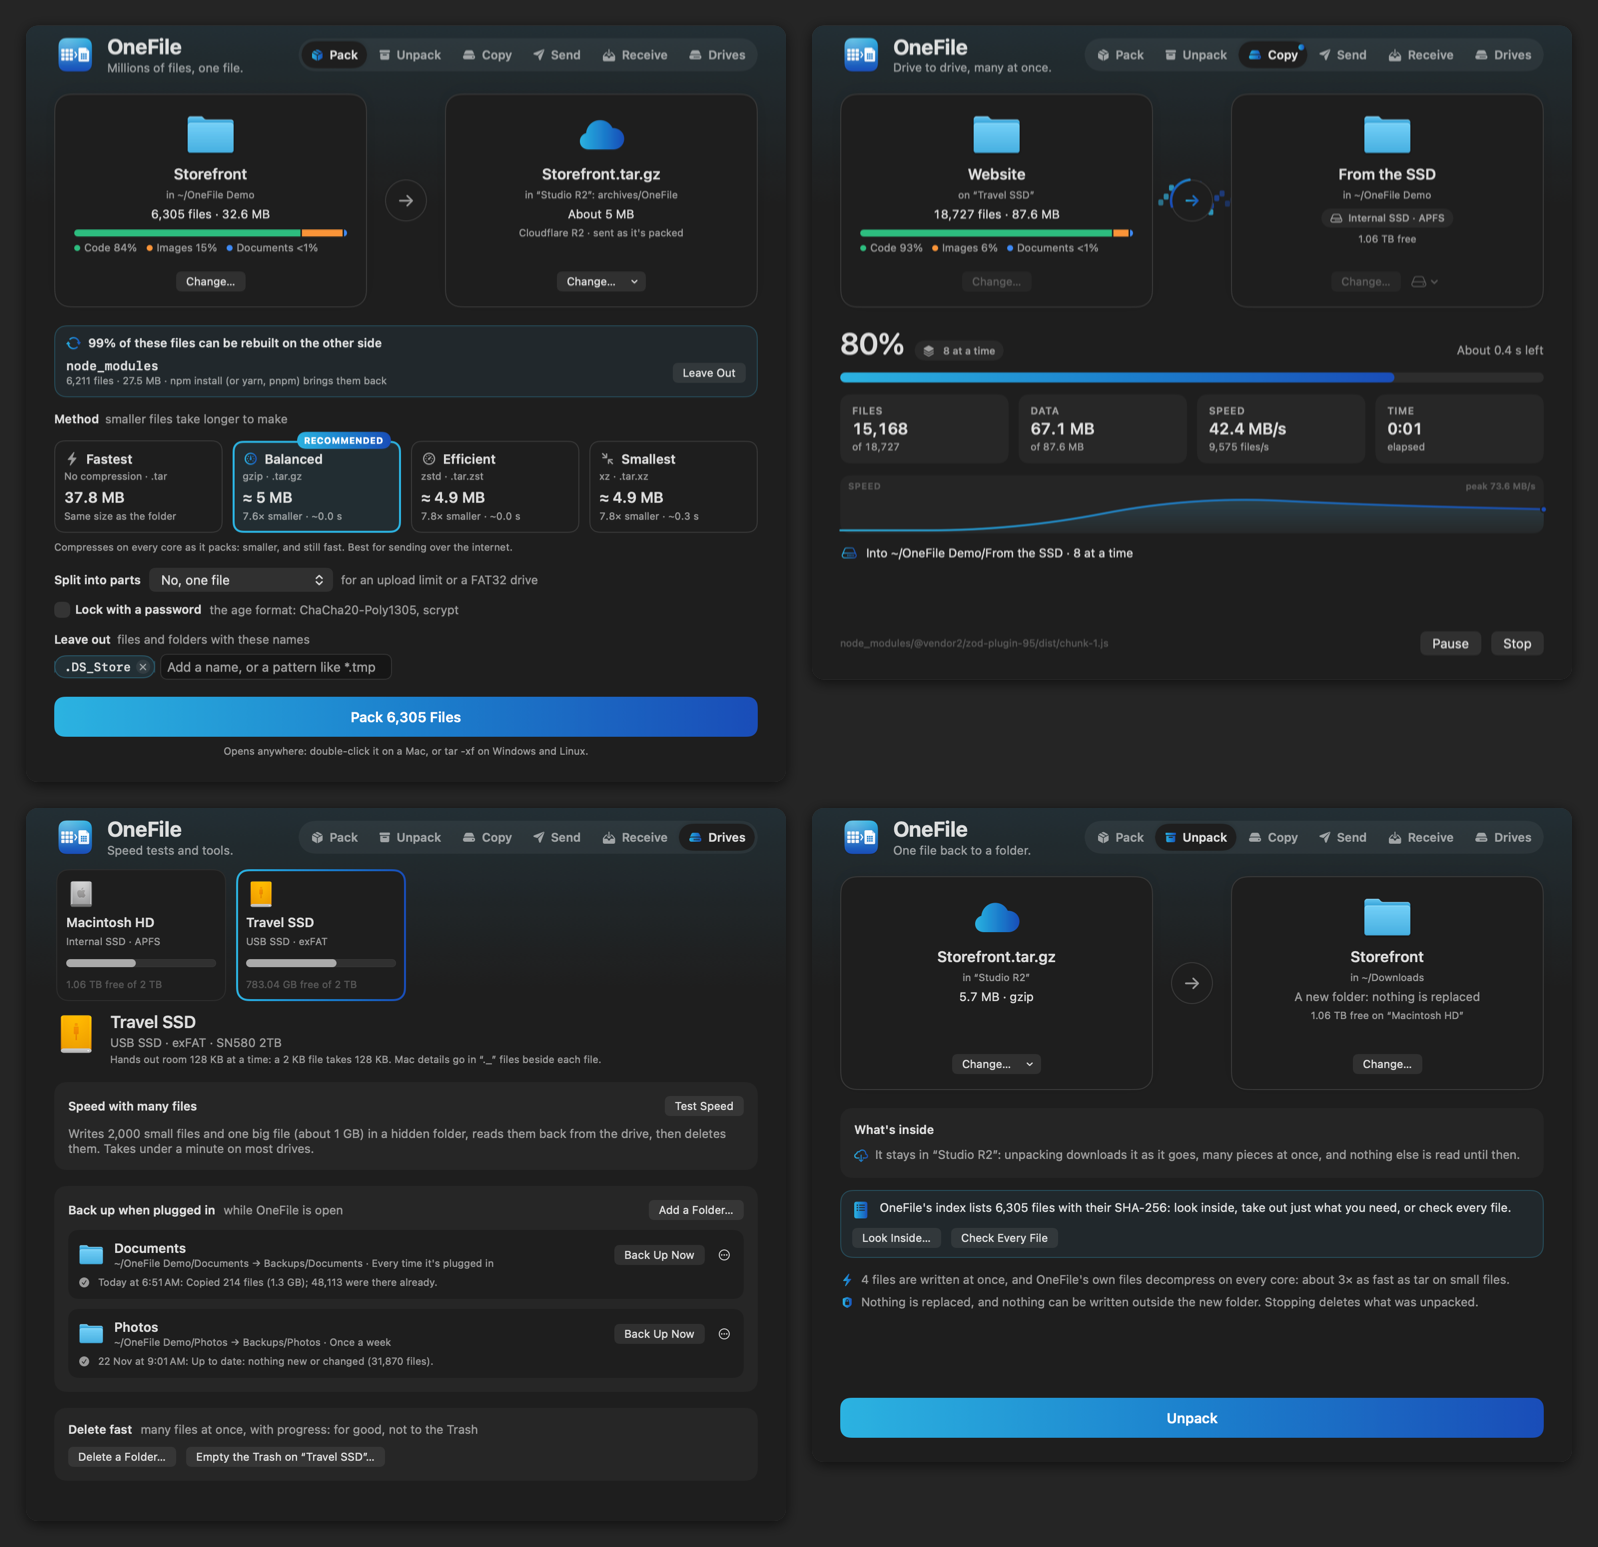 OneFile
Millions of files, one file.
Pack
Unpack
Copy
Send
Receive
Drives
Storefront
in ~/OneFile Demo
6,305 files · 32.6 MB
Code 84% Images 15% Documents <1%
Change...
Storefront.tar.gz
in “Studio R2”: archives/OneFile
About 5 MB
Cloudflare R2 · sent as it's packed
Change...
99% of these files can be rebuilt on the other side
node_modules
6,211 files · 27.5 MB · npm install (or yarn, pnpm) brings them back
Leave Out
Method smaller files take longer to make
Fastest
No compression · .tar
37.8 MB
Same size as the folder
RECOMMENDED
Balanced
gzip · .tar.gz
≈ 5 MB
7.6× smaller · ~0.0 s
Efficient
zstd · .tar.zst
≈ 4.9 MB
7.8× smaller · ~0.0 s
Smallest
xz · .tar.xz
≈ 4.9 MB
7.8× smaller · ~0.3 s
Compresses on every core as it packs: smaller, and still fast. Best for sending over the internet.
Split into parts No, one file for an upload limit or a FAT32 drive
Lock with a password the age format: ChaCha20-Poly1305, scrypt
Leave out files and folders with these names
.DS_Store Add a name, or a pattern like *.tmp
Pack 6,305 Files
Opens anywhere: double-click it on a Mac, or tar -xf on Windows and Linux.
OneFile
Drive to drive, many at once.
Pack
Unpack
Copy
Send
Receive
Drives
Website
on “Travel SSD”
18,727 files · 87.6 MB
Code 93% Images 6% Documents <1%
Change...
From the SSD
in ~/OneFile Demo
Internal SSD · APFS
1.06 TB free
Change...
80% 8 at a time About 0.4 s left
FILES
15,168
of 18,727
DATA
67.1 MB
of 87.6 MB
SPEED
42.4 MB/s
9,575 files/s
TIME
0:01
elapsed
SPEED peak 73.6 MB/s
Into ~/OneFile Demo/From the SSD · 8 at a time
node_modules/@vendor2/zod-plugin-95/dist/chunk-1.js
Pause
Stop
OneFile
Speed tests and tools.
Pack
Unpack
Copy
Send
Receive
Drives
Macintosh HD
Internal SSD · APFS
1.06 TB free of 2 TB
Travel SSD
USB SSD · exFAT
783.04 GB free of 2 TB
Travel SSD
USB SSD · exFAT · SN580 2TB
Hands out room 128 KB at a time: a 2 KB file takes 128 KB. Mac details go in “._” files beside each file.
Speed with many files
Test Speed
Writes 2,000 small files and one big file (about 1 GB) in a hidden folder, reads them back from the drive, then deletes
them. Takes under a minute on most drives.
Back up when plugged in while OneFile is open
Add a Folder...
Documents
~/OneFile Demo/Documents → Backups/Documents · Every time it's plugged in
Back Up Now
Today at 6:51 AM: Copied 214 files (1.3 GB); 48,113 were there already.
Photos
~/OneFile Demo/Photos → Backups/Photos · Once a week
Back Up Now
22 Nov at 9:01 AM: Up to date: nothing new or changed (31,870 files).
Delete fast many files at once, with progress: for good, not to the Trash
Delete a Folder...
Empty the Trash on “Travel SSD”...
OneFile
One file back to a folder.
Pack
Unpack
Copy
Send
Receive
Drives
Storefront.tar.gz
in “Studio R2”
5.7 MB · gzip
Change...
Storefront
in ~/Downloads
A new folder: nothing is replaced
1.06 TB free on “Macintosh HD”
Change...
What's inside
It stays in “Studio R2”: unpacking downloads it as it goes, many pieces at once, and nothing else is read until then.
OneFile's index lists 6,305 files with their SHA-256: look inside, take out just what you need, or check every file.
Look Inside...
Check Every File
4 files are written at once, and OneFile's own files decompress on every core: about 3× as fast as tar on small files.
Nothing is replaced, and nothing can be written outside the new folder. Stopping deletes what was unpacked.
Unpack